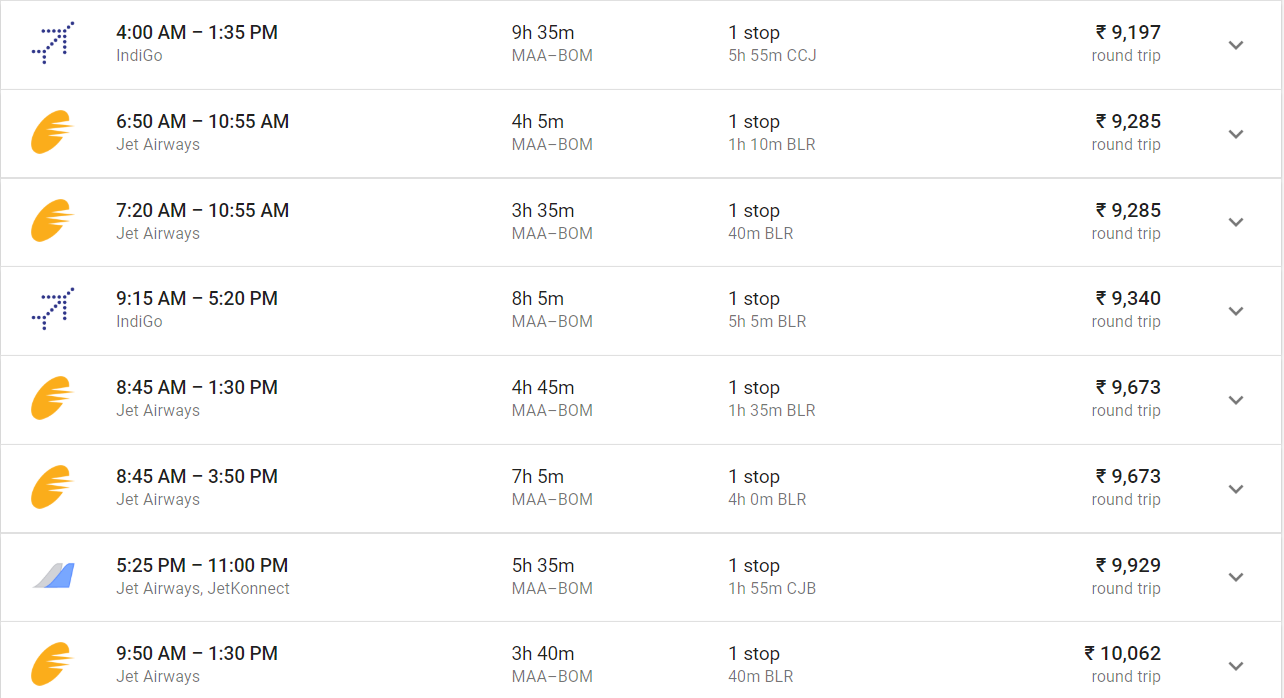 4:00 AM – 1:35 PM 9h 35m 1 stop ₹ 9,197
IndiGo MAA–BOM 5h 55m CCJ round trip
6:50 AM – 10:55 AM 4h 5m 1 stop ₹ 9,285
Jet Airways MAA–BOM 1h 10m BLR round trip
7:20 AM – 10:55 AM 3h 35m 1 stop ₹ 9,285
Jet Airways MAA–BOM 40m BLR round trip
9:15 AM – 5:20 PM 8h 5m 1 stop ₹ 9,340
IndiGo MAA–BOM 5h 5m BLR round trip
8:45 AM – 1:30 PM 4h 45m 1 stop ₹ 9,673
Jet Airways MAA–BOM 1h 35m BLR round trip
8:45 AM – 3:50 PM 7h 5m 1 stop ₹ 9,673
Jet Airways MAA–BOM 4h 0m BLR round trip
5:25 PM – 11:00 PM 5h 35m 1 stop ₹ 9,929
Jet Airways, JetKonnect MAA–BOM 1h 55m CJB round trip
9:50 AM – 1:30 PM 3h 40m 1 stop ₹ 10,062
Jet Airways MAA–BOM 40m BLR round trip